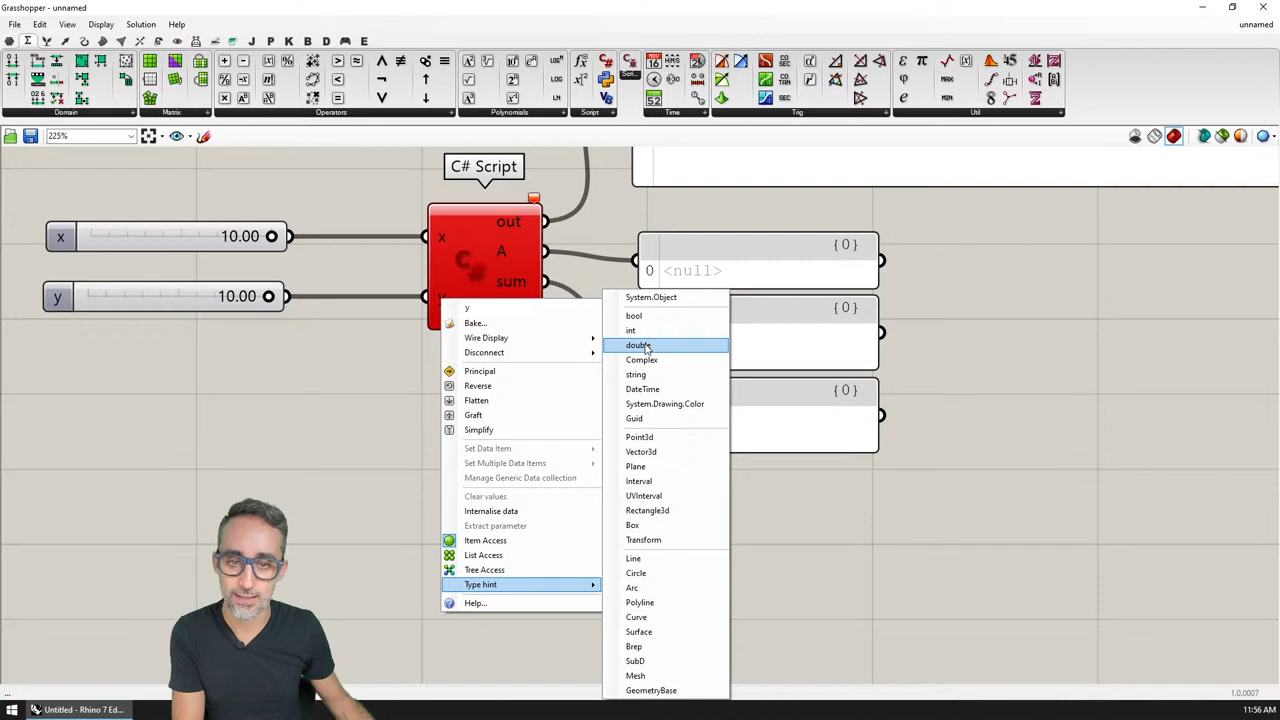 Grasshopper - unnamed
File Edit View Display Solution Help
unnamed
Domain Matrix Operators Polynomials Script Time Trig Util
225%
C# Script
x 10.00
y 10.00
x
out
A
sum
C#
{ 0 }
0 <null>
{ 0 }
{ 0 }
y
Bake...
Wire Display
Disconnect
Principal
Reverse
Flatten
Graft
Simplify
Set Data Item
Set Multiple Data Items
Manage Generic Data collection
Clear values
Internalise data
Extract parameter
Item Access
List Access
Tree Access
Type hint
Help...
System.Object
bool
int
double
Complex
string
DateTime
System.Drawing.Color
Guid
Point3d
Vector3d
Plane
Interval
UVInterval
Rectangle3d
Box
Transform
Line
Circle
Arc
Polyline
Curve
Surface
Brep
SubD
Mesh
GeometryBase
...
1.0.0007
Untitled - Rhino 7 Ed...
11:56 AM